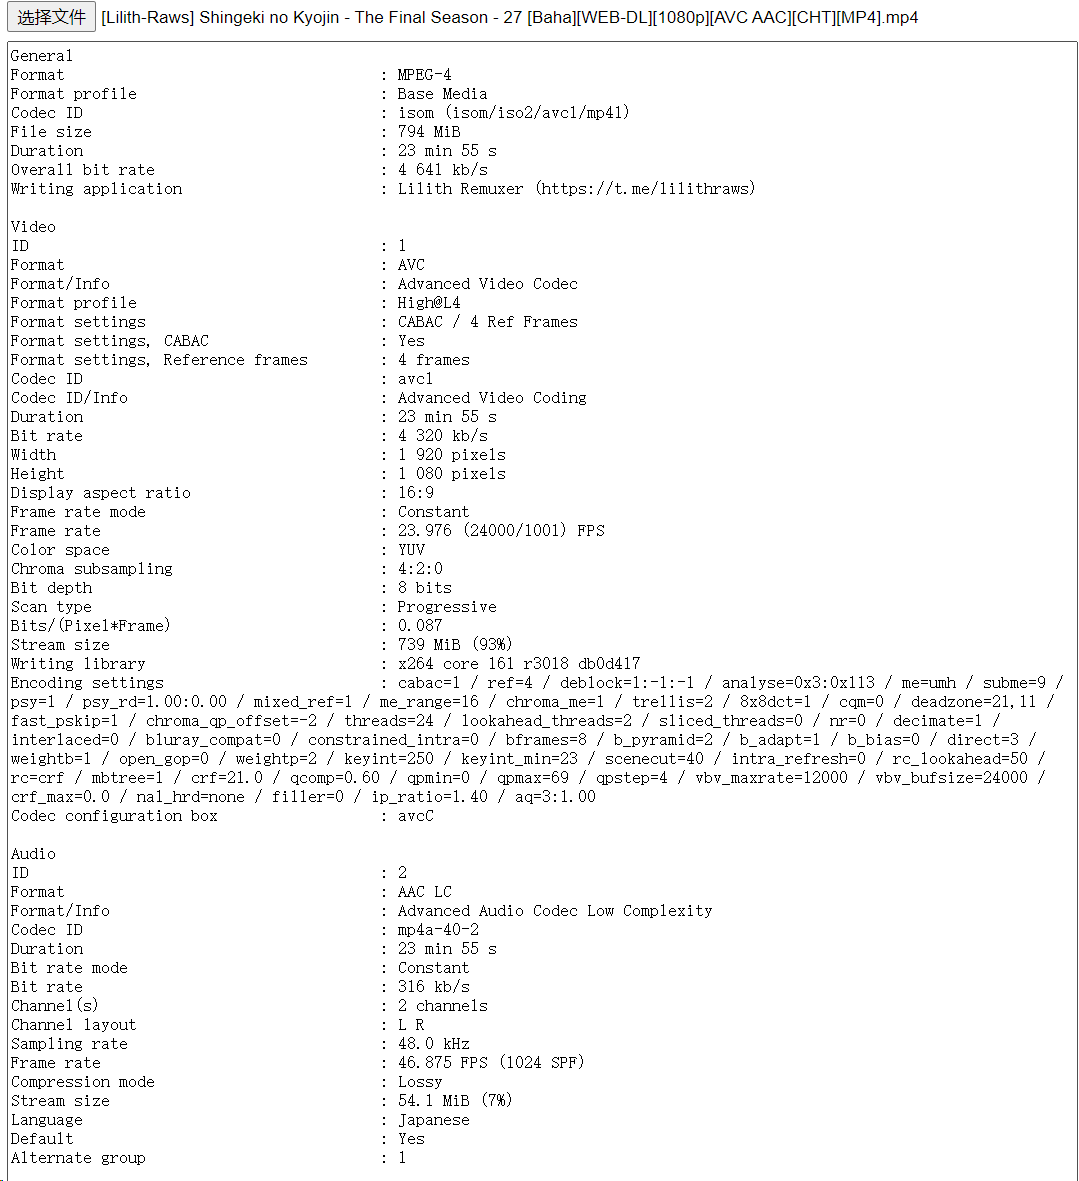 选择文件 [Lilith-Raws] Shingeki no Kyojin - The Final Season - 27 [Baha][WEB-DL][1080p][AVC AAC][CHT][MP4].mp4
General
Format : MPEG-4
Format profile : Base Media
Codec ID : isom (isom/iso2/avc1/mp41)
File size : 794 MiB
Duration : 23 min 55 s
Overall bit rate : 4 641 kb/s
Writing application : Lilith Remuxer (https://t.me/lilithraws)
Video
ID : 1
Format : AVC
Format/Info : Advanced Video Codec
Format profile : High@L4
Format settings : CABAC / 4 Ref Frames
Format settings, CABAC : Yes
Format settings, Reference frames : 4 frames
Codec ID : avc1
Codec ID/Info : Advanced Video Coding
Duration : 23 min 55 s
Bit rate : 4 320 kb/s
Width : 1 920 pixels
Height : 1 080 pixels
Display aspect ratio : 16:9
Frame rate mode : Constant
Frame rate : 23.976 (24000/1001) FPS
Color space : YUV
Chroma subsampling : 4:2:0
Bit depth : 8 bits
Scan type : Progressive
Bits/(Pixel*Frame) : 0.087
Stream size : 739 MiB (93%)
Writing library : x264 core 161 r3018 db0d417
Encoding settings : cabac=1 / ref=4 / deblock=1:-1:-1 / analyse=0x3:0x113 / me=umh / subme=9 /
psy=1 / psy_rd=1.00:0.00 / mixed_ref=1 / me_range=16 / chroma_me=1 / trellis=2 / 8x8dct=1 / cqm=0 / deadzone=21,11 /
fast_pskip=1 / chroma_qp_offset=-2 / threads=24 / lookahead_threads=2 / sliced_threads=0 / nr=0 / decimate=1 /
interlaced=0 / bluray_compat=0 / constrained_intra=0 / bframes=8 / b_pyramid=2 / b_adapt=1 / b_bias=0 / direct=3 /
weightb=1 / open_gop=0 / weightp=2 / keyint=250 / keyint_min=23 / scenecut=40 / intra_refresh=0 / rc_lookahead=50 /
rc=crf / mbtree=1 / crf=21.0 / qcomp=0.60 / qpmin=0 / qpmax=69 / qpstep=4 / vbv_maxrate=12000 / vbv_bufsize=24000 /
crf_max=0.0 / nal_hrd=none / filler=0 / ip_ratio=1.40 / aq=3:1.00
Codec configuration box : avcC
Audio
ID : 2
Format : AAC LC
Format/Info : Advanced Audio Codec Low Complexity
Codec ID : mp4a-40-2
Duration : 23 min 55 s
Bit rate mode : Constant
Bit rate : 316 kb/s
Channel(s) : 2 channels
Channel layout : L R
Sampling rate : 48.0 kHz
Frame rate : 46.875 FPS (1024 SPF)
Compression mode : Lossy
Stream size : 54.1 MiB (7%)
Language : Japanese
Default : Yes
Alternate group : 1